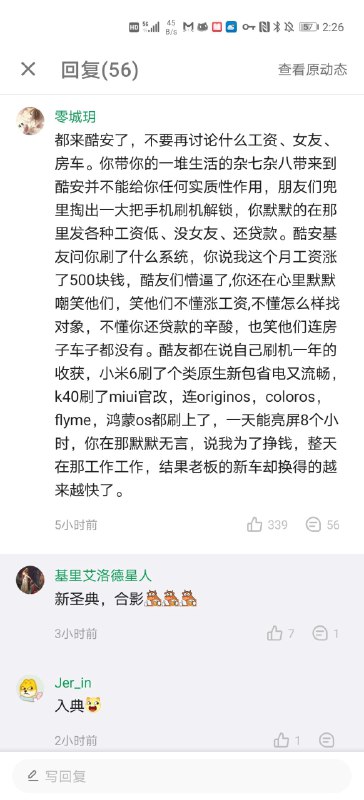 HD 5G 45 B/s 57 2:26
回复(56) 查看原动态
零城玥
都来酷安了，不要再讨论什么工资、女友、
房车。你带你的一堆生活的杂七杂八带来到
酷安并不能给你任何实质性作用，朋友们兜
里掏出一大把手机刷机解锁，你默默的在那
里发各种工资低、没女友、还贷款。酷安基
友问你刷了什么系统，你说我这个月工资涨
了500块钱，酷友们懵逼了,你还在心里默默
嘲笑他们，笑他们不懂涨工资,不懂怎么样找
对象，不懂你还贷款的辛酸，也笑他们连房
子车子都没有。酷友都在说自己刷机一年的
收获，小米6刷了个类原生新包省电又流畅，
k40刷了miui官改，连originos，coloros，
flyme，鸿蒙os都刷上了，一天能亮屏8个小
时，你在那默默无言，说我为了挣钱，整天
在那工作工作，结果老板的新车却换得的越
来越快了。
5小时前 339 56
基里艾洛德星人
新圣典，合影
3小时前 7 1
Jer_in
入典
2小时前 1
写回复